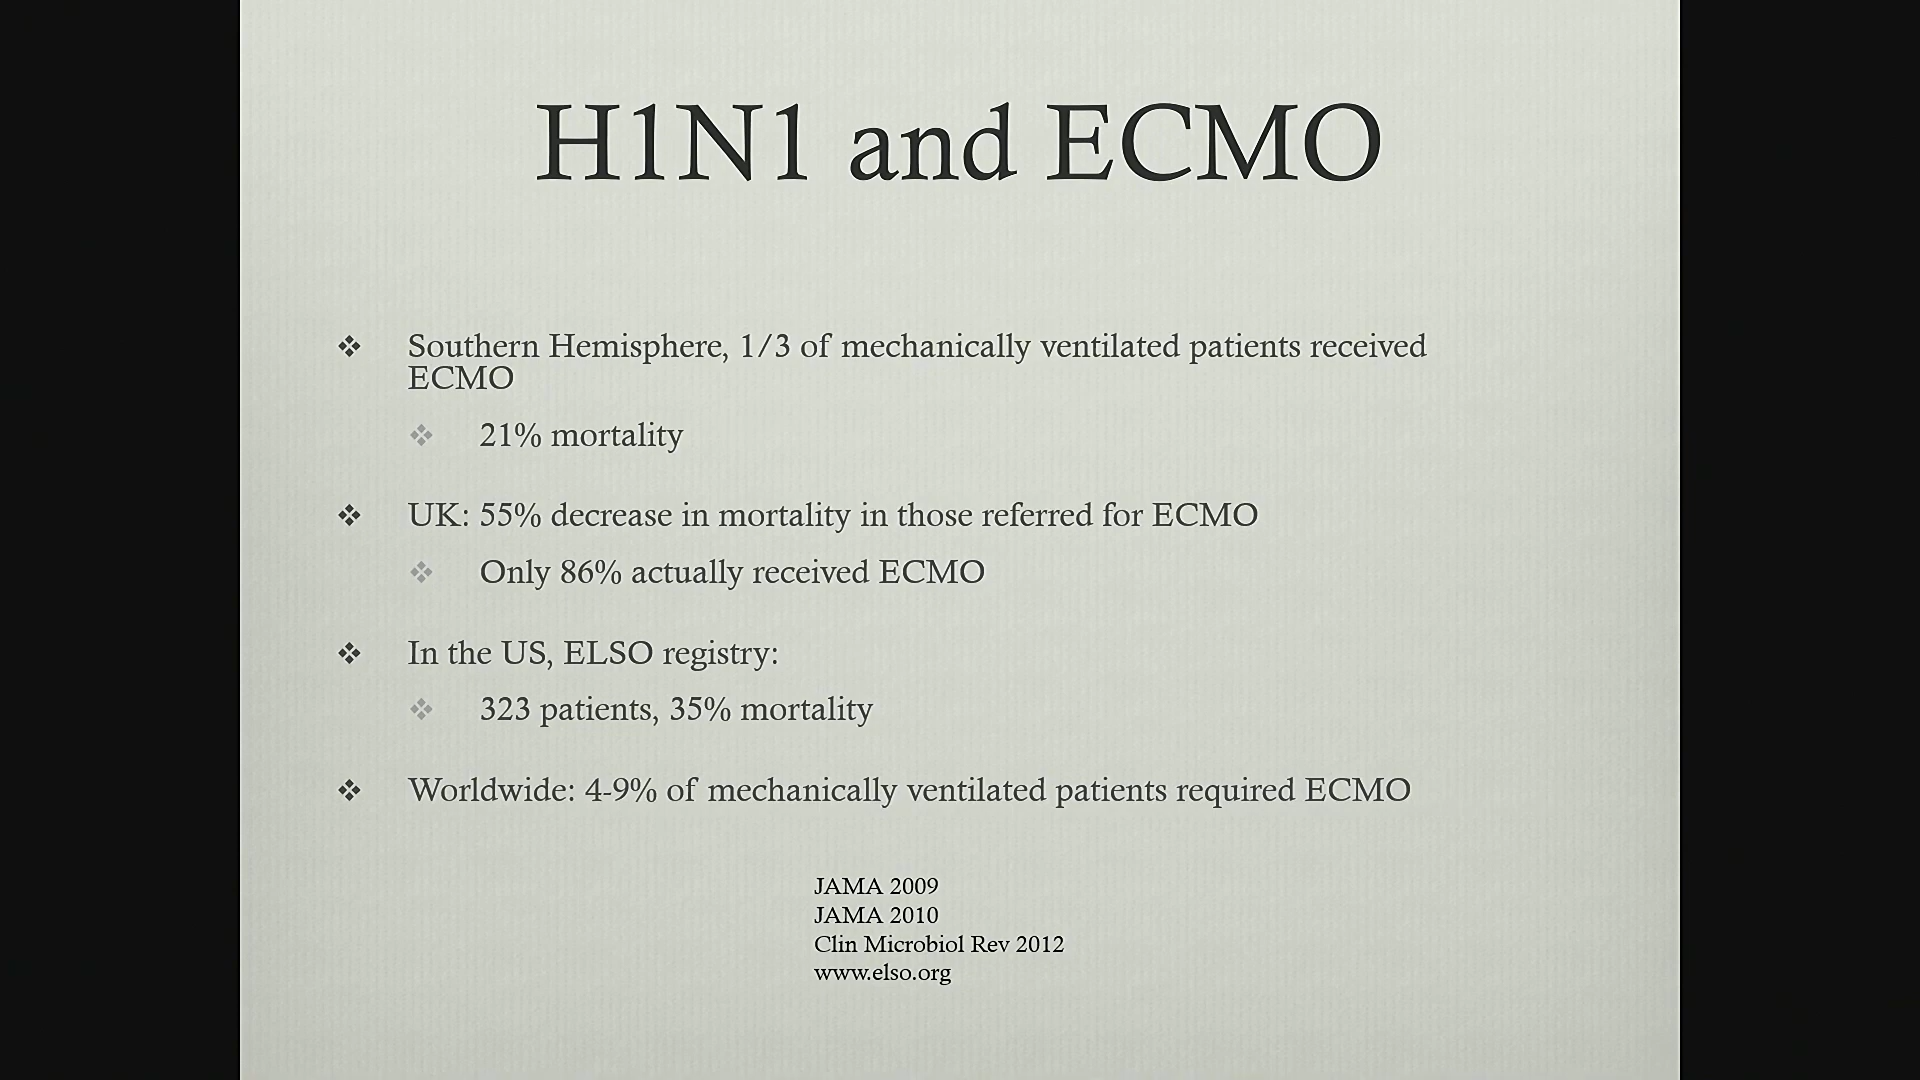 H1N1 and ECMO
Southern Hemisphere, 1/3 of mechanically ventilated patients received
ECMO
21% mortality
UK: 55% decrease in mortality in those referred for ECMO
Only 86% actually received ECMO
In the US, ELSO registry:
323 patients, 35% mortality
Worldwide: 4-9% of mechanically ventilated patients required ECMO
JAMA 2009
JAMA 2010
Clin Microbiol Rev 2012
www.elso.org